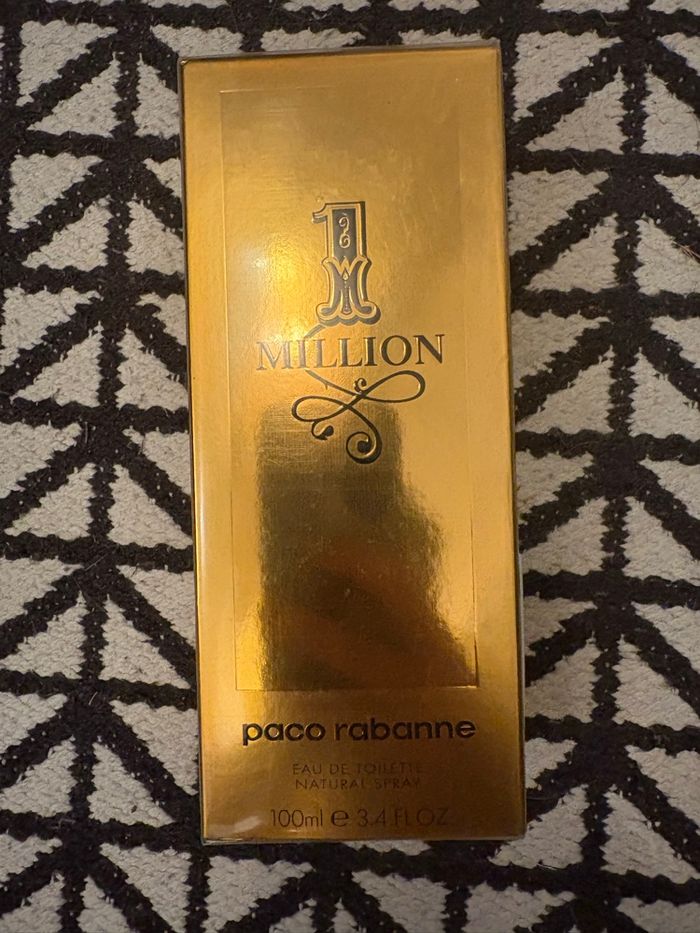 1
MILLION
paco rabanne
EAU DE TOILETTE
NATURAL SPRAY
100ml e 3.4 FL.OZ